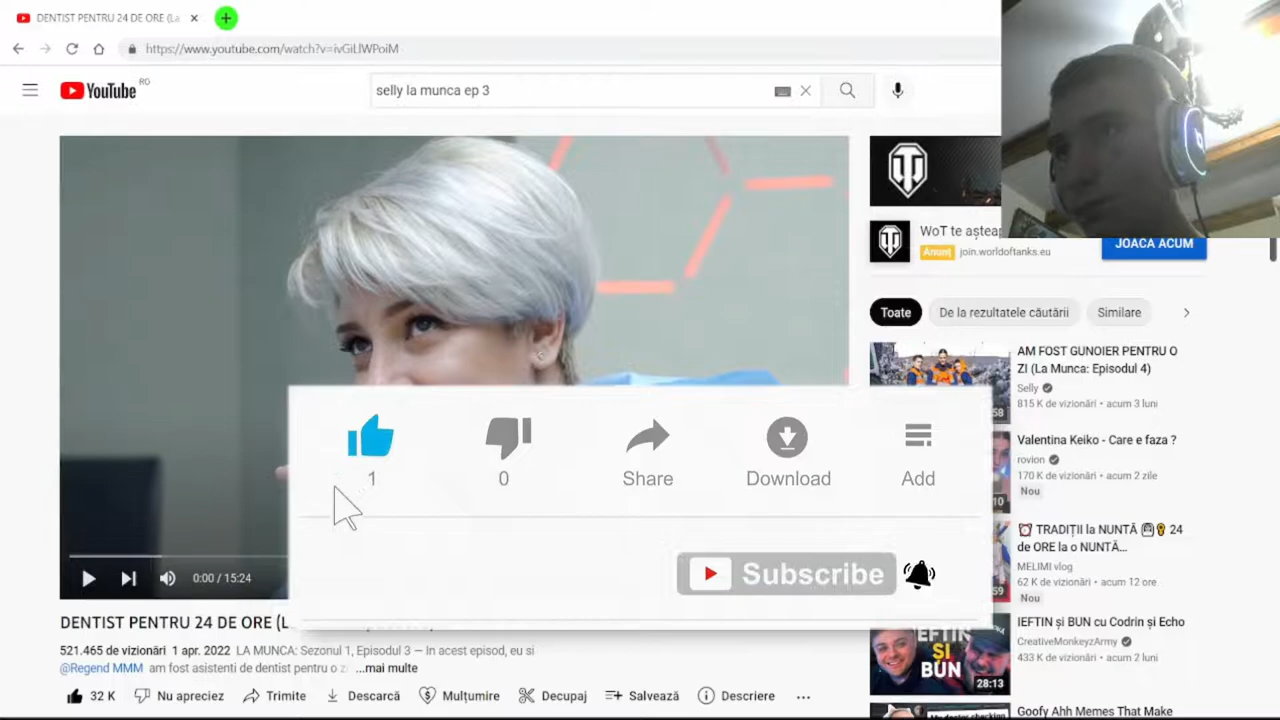 DENTIST PENTRU 24 DE ORE (La
https://www.youtube.com/watch?v=ivGiLlWPoiM
YouTube RO
selly la munca ep 3
WoT te aștea
Anunț join.worldoftanks.eu
JOACĂ ACUM
Toate De la rezultatele căutării Similare
AM FOST GUNOIER PENTRU O
ZI (La Munca: Episodul 4)
Selly
815 K de vizionări • acum 3 luni
58
Valentina Keiko - Care e faza ?
rovion
170 K de vizionări • acum 2 zile
Nou
10
TRADIȚII la NUNTĂ 24
de ORE la o NUNTĂ...
MELIMI vlog
62 K de vizionări • acum 12 ore
Nou
59
IEFTIN și BUN cu Codrin și Echo
CreativeMonkeyzArmy
433 K de vizionări • acum 2 luni
IEFTIN
ȘI
BUN
28:13
Goofy Ahh Memes That Make
My doctor checking
1 0 Share Download Add
Subscribe
0:00 / 15:24
DENTIST PENTRU 24 DE ORE (L
521.465 de vizionări 1 apr. 2022 LA MUNCA: Sezonul 1, Episodul 3 — În acest episod, eu si
@Regend MMM am fost asistenti de dentist pentru o zi ...mai multe
32 K Nu apreciez Trimite Descarcă Mulțumire Decupaj Salvează Descriere